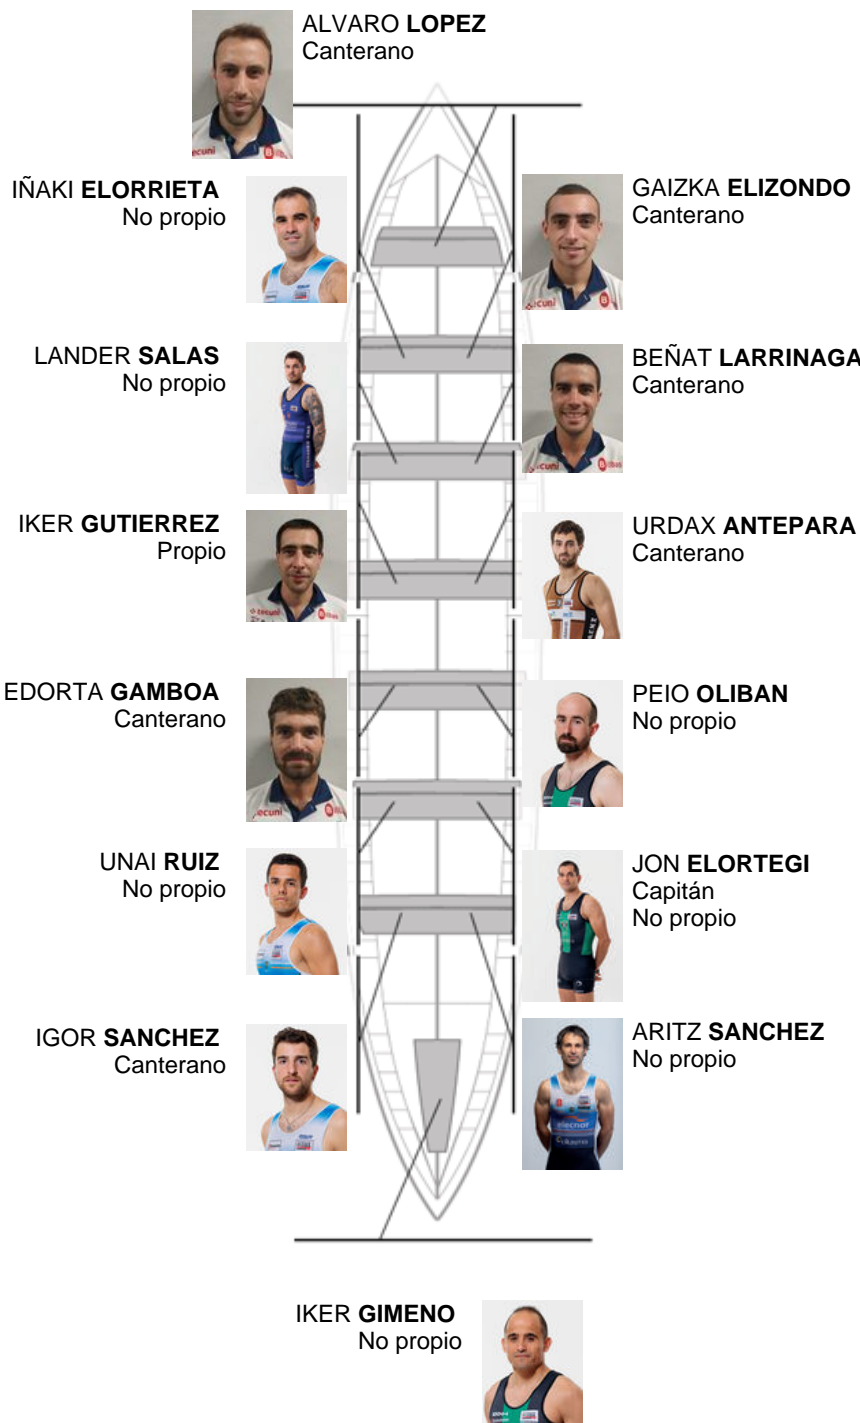 ALVARO LOPEZ
Canterano
IÑAKI ELORRIETA
No propio
GAIZKA ELIZONDO
Canterano
LANDER SALAS
No propio
BEÑAT LARRINAGA
Canterano
IKER GUTIERREZ
Propio
URDAX ANTEPARA
Canterano
EDORTA GAMBOA
Canterano
PEIO OLIBAN
No propio
UNAI RUIZ
No propio
JON ELORTEGI
Capitán
No propio
IGOR SANCHEZ
Canterano
ARITZ SANCHEZ
No propio
elecnor
IKER GIMENO
No propio